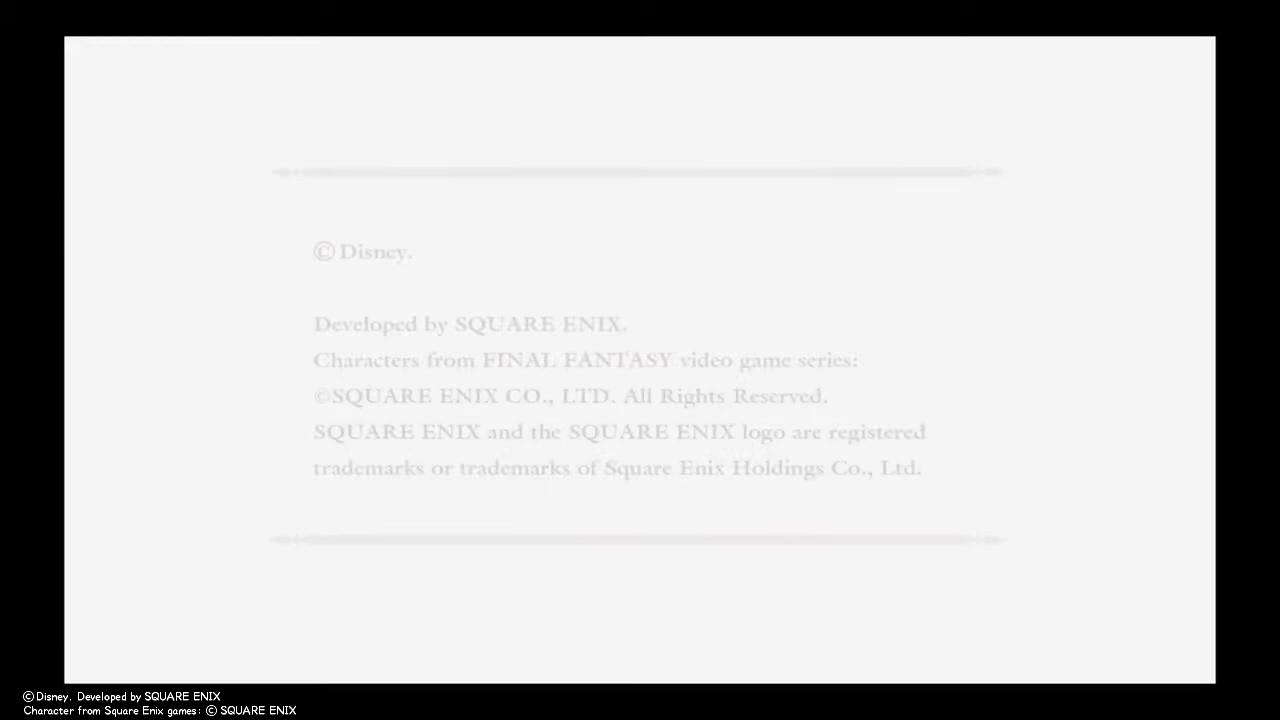 © Disney.
Developed by SQUARE ENIX.
Characters from FINAL FANTASY video game series:
©SQUARE ENIX CO., LTD. All Rights Reserved.
SQUARE ENIX and the SQUARE ENIX logo are registered
trademarks or trademarks of Square Enix Holdings Co., Ltd.
© Disney. Developed by SQUARE ENIX
Character from Square Enix games: © SQUARE ENIX